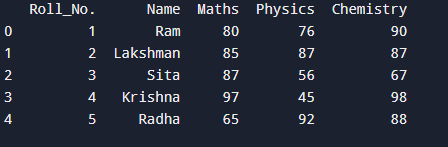 Roll_No. Name Maths Physics Chemistry
0 1 Ram 80 76 90
1 2 Lakshman 85 87 87
2 3 Sita 87 56 67
3 4 Krishna 97 45 98
4 5 Radha 65 92 88